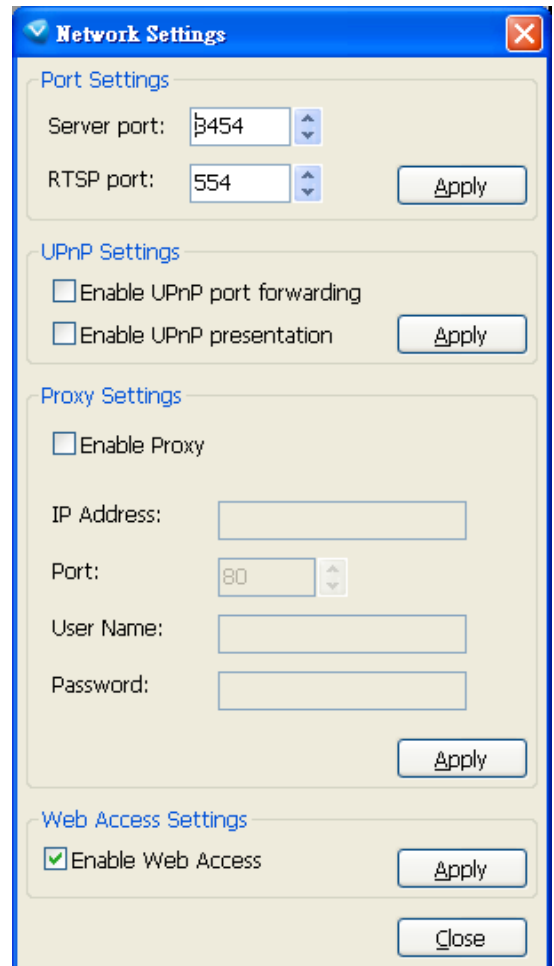 Network Settings
Port Settings
Server port: 3454
RTSP port: 554
Apply
UPnP Settings
Enable UPnP port forwarding
Enable UPnP presentation
Apply
Proxy Settings
Enable Proxy
IP Address:
Port: 80
User Name:
Password:
Apply
Web Access Settings
Enable Web Access
Apply
Close